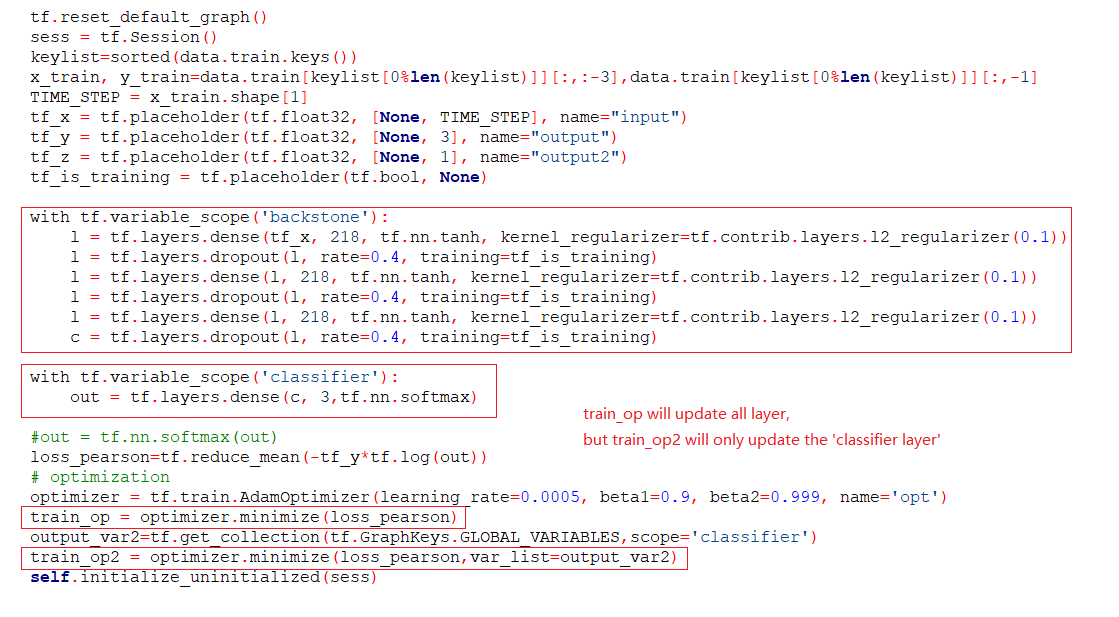 tf.reset_default_graph()
sess = tf.Session()
keylist=sorted(data.train.keys())
x_train, y_train=data.train[keylist[0%len(keylist)]][:,:-3],data.train[keylist[0%len(keylist)]][:,-1]
TIME_STEP = x_train.shape[1]
tf_x = tf.placeholder(tf.float32, [None, TIME_STEP], name="input")
tf_y = tf.placeholder(tf.float32, [None, 3], name="output")
tf_z = tf.placeholder(tf.float32, [None, 1], name="output2")
tf_is_training = tf.placeholder(tf.bool, None)
with tf.variable_scope('backstone'):
    l = tf.layers.dense(tf_x, 218, tf.nn.tanh, kernel_regularizer=tf.contrib.layers.l2_regularizer(0.1))
    l = tf.layers.dropout(l, rate=0.4, training=tf_is_training)
    l = tf.layers.dense(l, 218, tf.nn.tanh, kernel_regularizer=tf.contrib.layers.l2_regularizer(0.1))
    l = tf.layers.dropout(l, rate=0.4, training=tf_is_training)
    l = tf.layers.dense(l, 218, tf.nn.tanh, kernel_regularizer=tf.contrib.layers.l2_regularizer(0.1))
    c = tf.layers.dropout(l, rate=0.4, training=tf_is_training)
with tf.variable_scope('classifier'):
    out = tf.layers.dense(c, 3,tf.nn.softmax)
train_op will update all layer,
but train_op2 will only update the 'classifier layer'
#out = tf.nn.softmax(out)
loss_pearson=tf.reduce_mean(-tf_y*tf.log(out))
# optimization
optimizer = tf.train.AdamOptimizer(learning_rate=0.0005, beta1=0.9, beta2=0.999, name='opt')
train_op = optimizer.minimize(loss_pearson)
output_var2=tf.get_collection(tf.GraphKeys.GLOBAL_VARIABLES,scope='classifier')
train_op2 = optimizer.minimize(loss_pearson,var_list=output_var2)
self.initialize_uninitialized(sess)